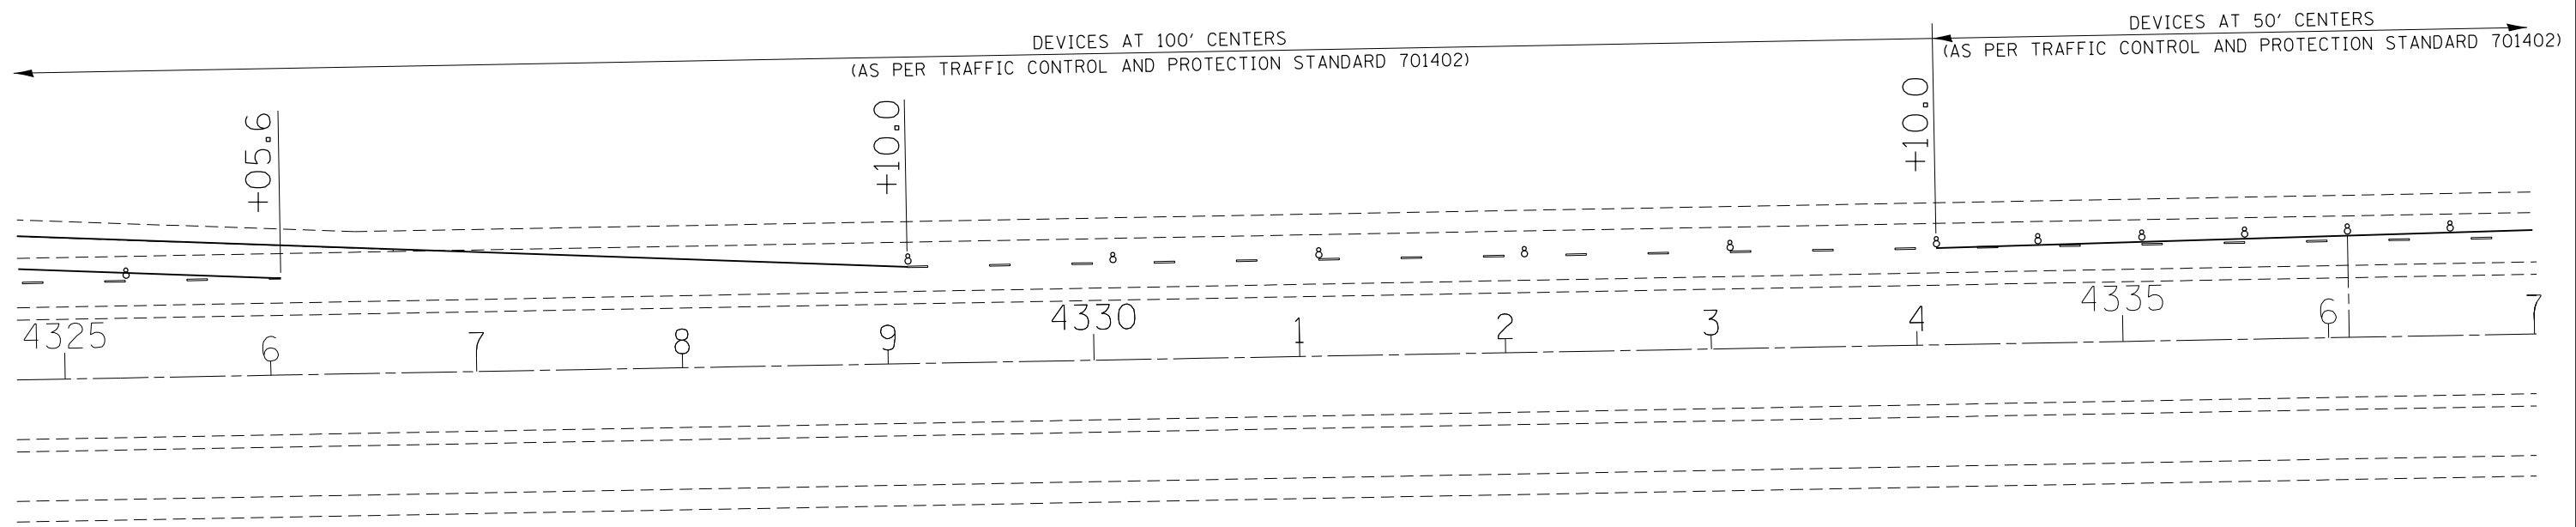 DEVICES AT 100' CENTERS
(AS PER TRAFFIC CONTROL AND PROTECTION STANDARD 701402)
DEVICES AT 50' CENTERS
(AS PER TRAFFIC CONTROL AND PROTECTION STANDARD 701402)
+05.6
+10.0
+10.0
4325 6 7 8 9 4330 1 2 3 4 4335 6 7